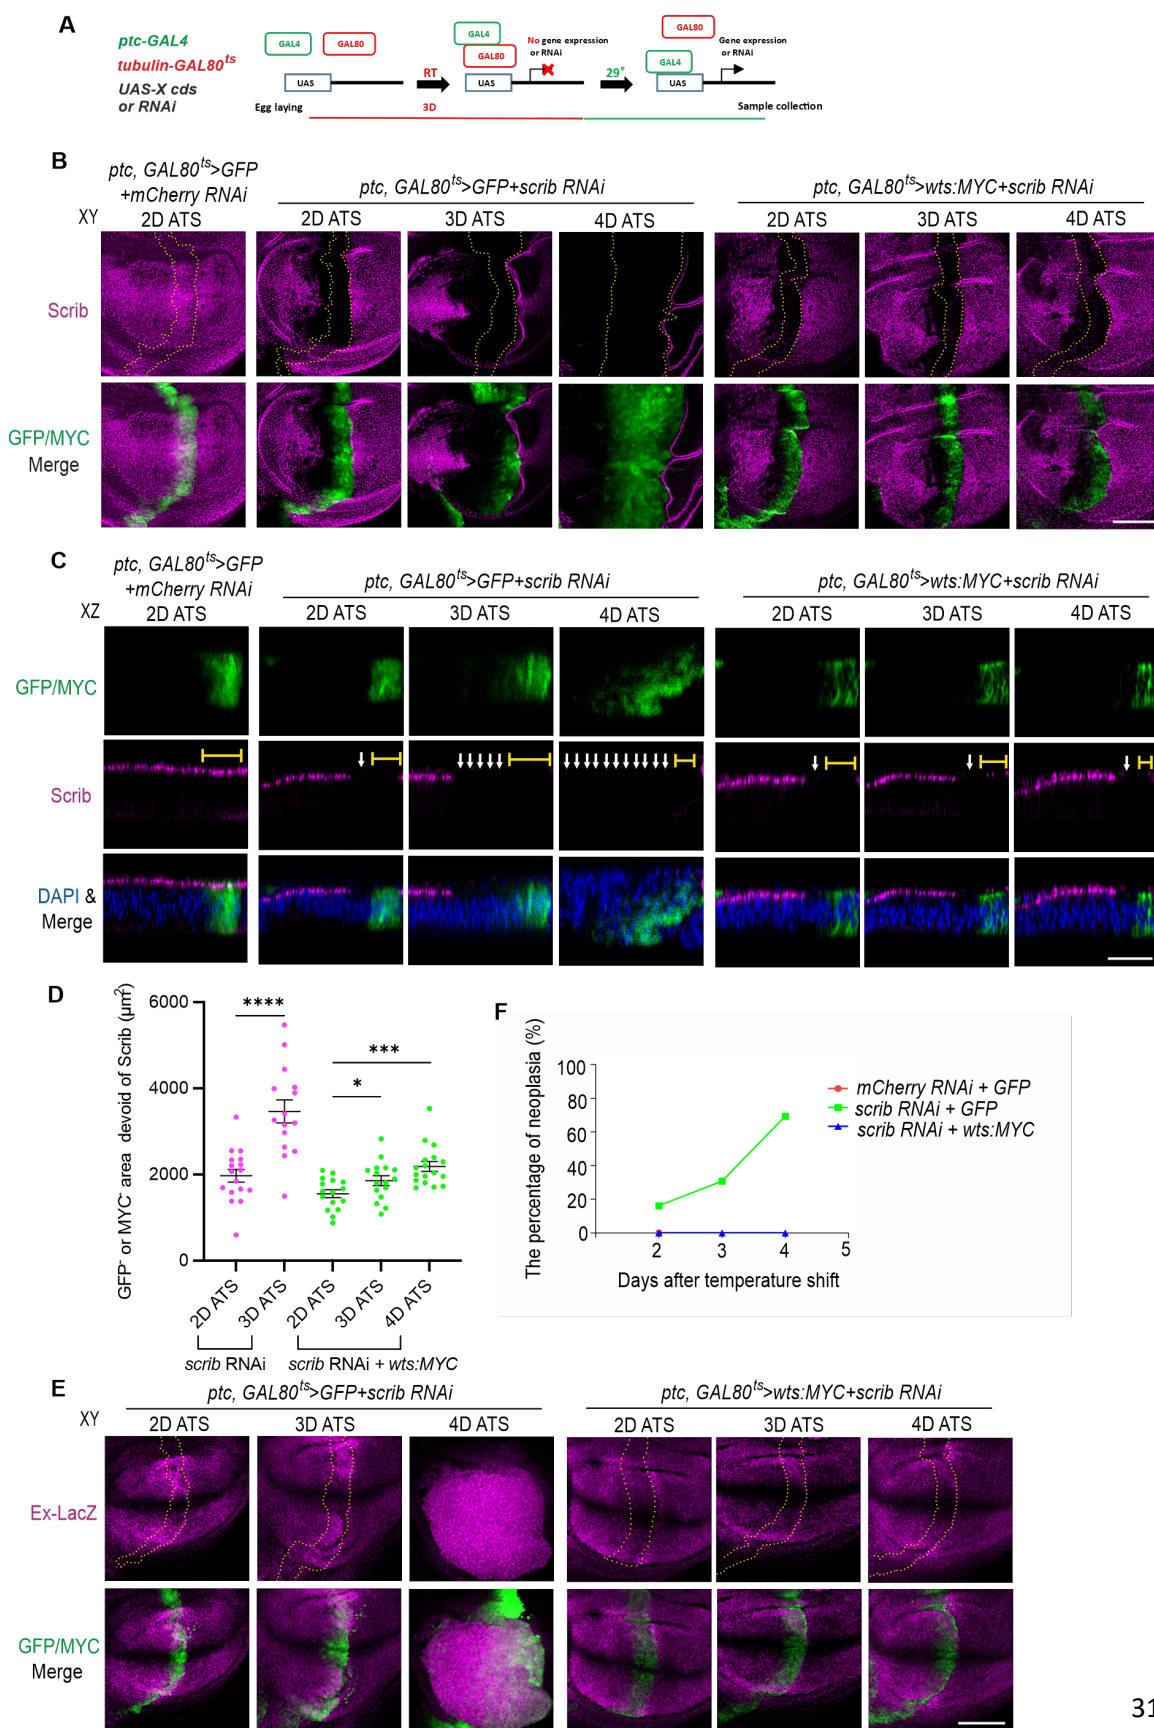 A
ptc-GAL4
tubulin-GAL80ts
UAS-X cds
or RNAi
GAL4
GAL80
UAS
Egg laying
RT
3D
GAL4
GAL80
UAS
No gene expression
or RNAi
29°
GAL80
GAL4
UAS
Gene expression
or RNAi
Sample collection
B
ptc, GAL80ts>GFP
+mCherry RNAi
ptc, GAL80ts>GFP+scrib RNAi
ptc, GAL80ts>wts:MYC+scrib RNAi
XY
2D ATS
2D ATS
3D ATS
4D ATS
2D ATS
3D ATS
4D ATS
Scrib
GFP/MYC
Merge
C
ptc, GAL80ts>GFP
+mCherry RNAi
ptc, GAL80ts>GFP+scrib RNAi
ptc, GAL80ts>wts:MYC+scrib RNAi
XZ
2D ATS
2D ATS
3D ATS
4D ATS
2D ATS
3D ATS
4D ATS
GFP/MYC
Scrib
DAPI &
Merge
D
GFP- or MYC- area devoid of Scrib (µm2)
6000
4000
2000
0
****
***
*
2D ATS
3D ATS
2D ATS
3D ATS
4D ATS
scrib RNAi
scrib RNAi + wts:MYC
F
The percentage of neoplasia (%)
100
80
60
40
20
0
2
3
4
5
Days after temperature shift
mCherry RNAi + GFP
scrib RNAi + GFP
scrib RNAi + wts:MYC
E
ptc, GAL80ts>GFP+scrib RNAi
ptc, GAL80ts>wts:MYC+scrib RNAi
XY
2D ATS
3D ATS
4D ATS
2D ATS
3D ATS
4D ATS
Ex-LacZ
GFP/MYC
Merge
31